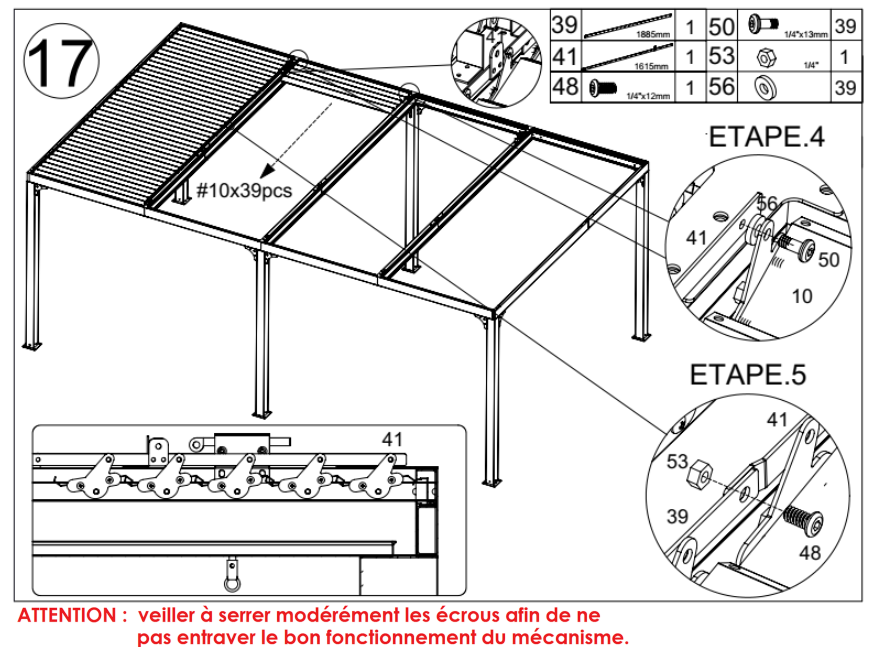 17
39 1885mm 1 50 1/4"x13mm 39
41 1615mm 1 53 1/4" 1
48 1/4"x12mm 1 56 39
41
#10x39pcs
ETAPE.4
56
41
50
10
ETAPE.5
41
53
39
48
41
ATTENTION : veiller à serrer modérément les écrous afin de ne
pas entraver le bon fonctionnement du mécanisme.